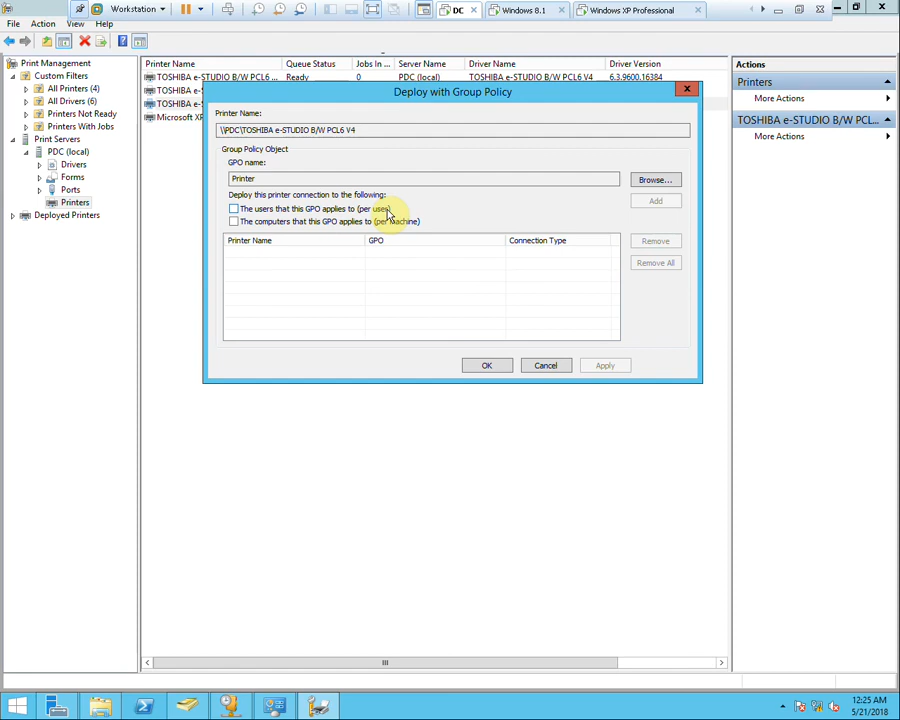 Workstation
DC
Windows 8.1
Windows XP Professional
File Action View Help
Print Management
Custom Filters
All Printers (4)
All Drivers (6)
Printers Not Ready
Printers With Jobs
Print Servers
PDC (local)
Drivers
Forms
Ports
Printers
Deployed Printers
Printer Name Queue Status Jobs In ... Server Name Driver Name Driver Version
TOSHIBA e-STUDIO B/W PCL6 ... Ready 0 PDC (local) TOSHIBA e-STUDIO B/W PCL6 V4 6.3.9600.16384
TOSHIBA e-S
TOSHIBA e-S
Microsoft XP
Deploy with Group Policy
Printer Name:
\\PDC\TOSHIBA e-STUDIO B/W PCL6 V4
Group Policy Object
GPO name:
Printer
Browse...
Deploy this printer connection to the following:
Add
The users that this GPO applies to (per user)
The computers that this GPO applies to (per machine)
Printer Name GPO Connection Type
Remove
Remove All
OK Cancel Apply
Actions
Printers
More Actions
TOSHIBA e-STUDIO B/W PCL...
More Actions
12:25 AM
5/21/2018